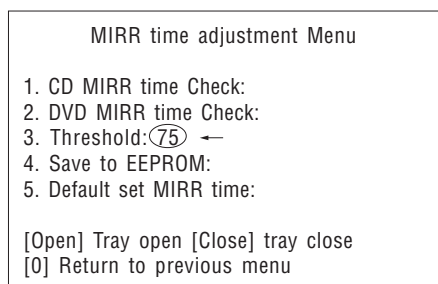 MIRR time adjustment Menu
1. CD MIRR time Check:
2. DVD MIRR time Check:
3. Threshold:75 ←
4. Save to EEPROM:
5. Default set MIRR time:
[Open] Tray open [Close] tray close
[0] Return to previous menu